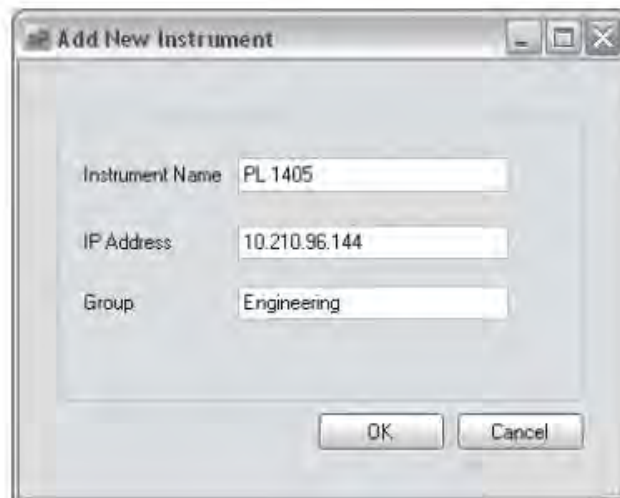 Add New Instrument
Instrument Name PL 1405
IP Address 10.210.96.144
Group Engineering
OK Cancel